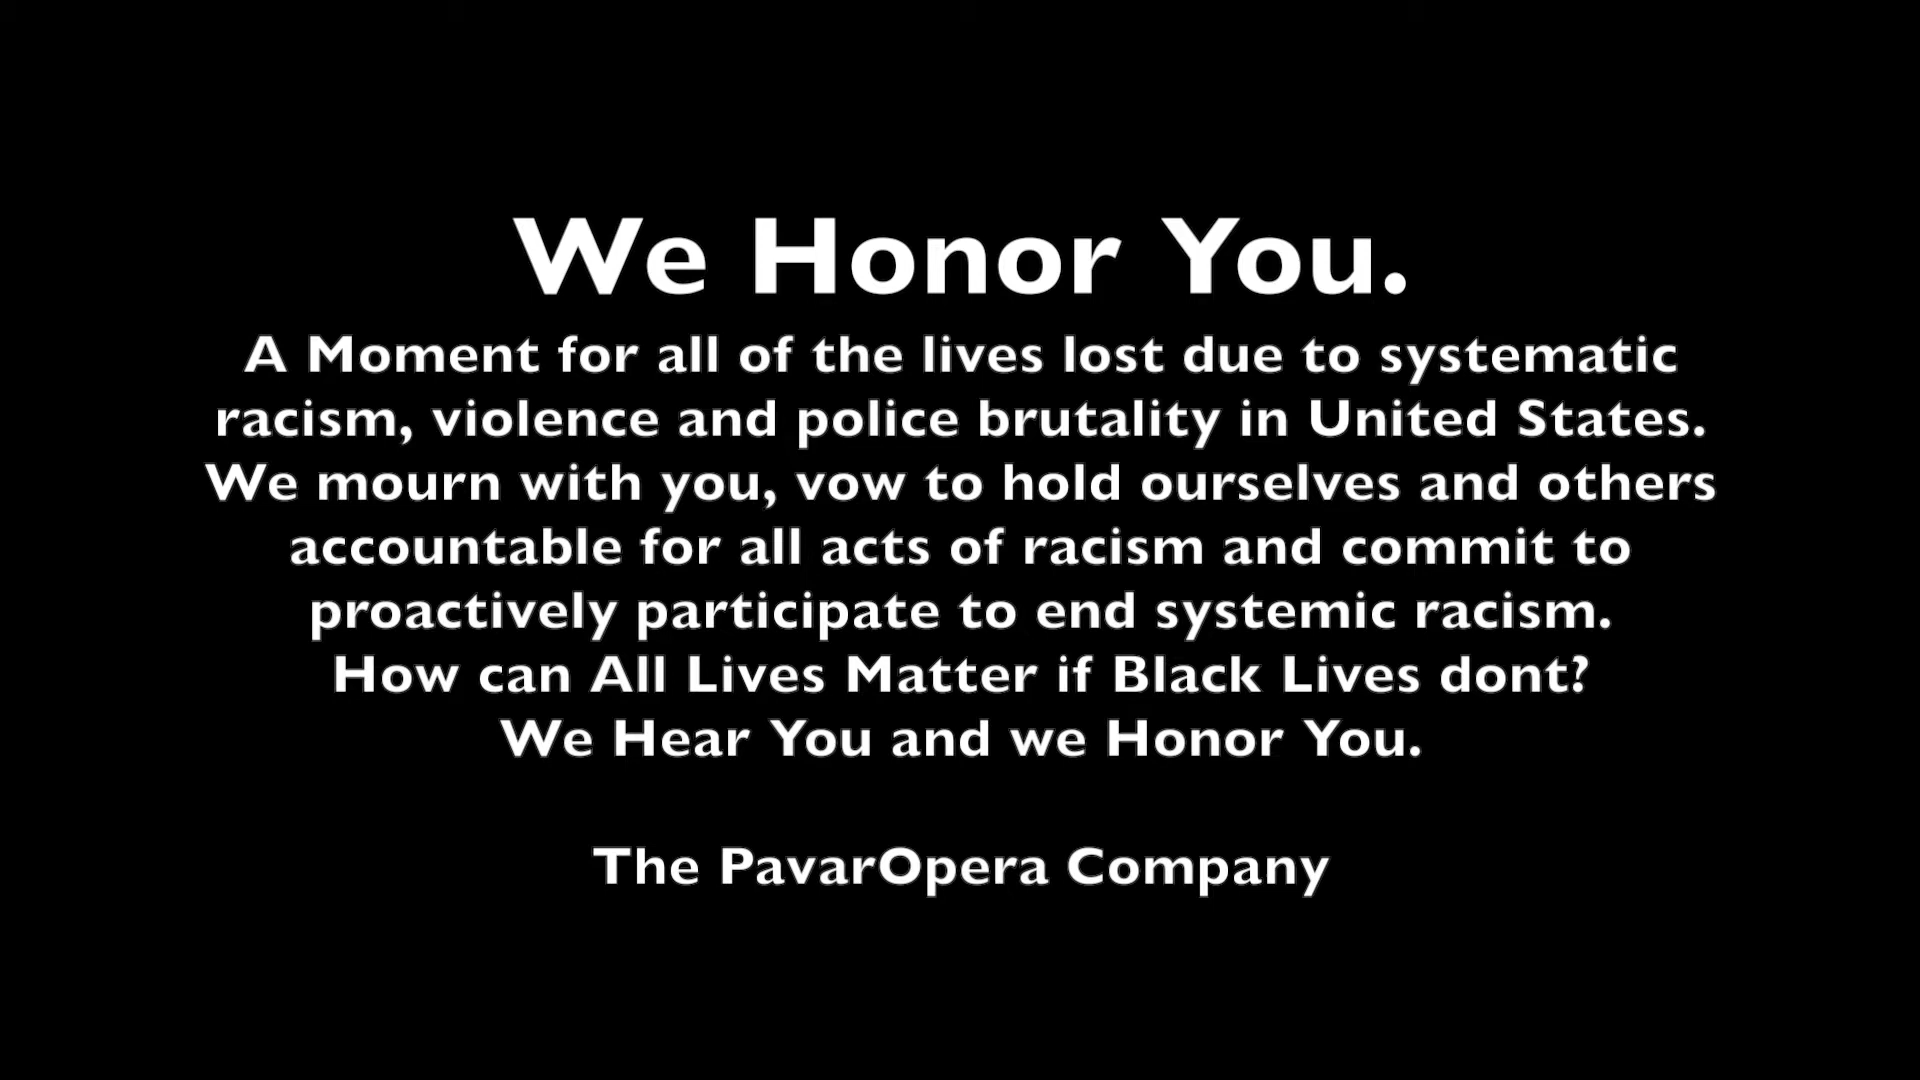 We Honor You.
A Moment for all of the lives lost due to systematic
racism, violence and police brutality in United States.
We mourn with you, vow to hold ourselves and others
accountable for all acts of racism and commit to
proactively participate to end systemic racism.
How can All Lives Matter if Black Lives dont?
We Hear You and we Honor You.
The PavarOpera Company